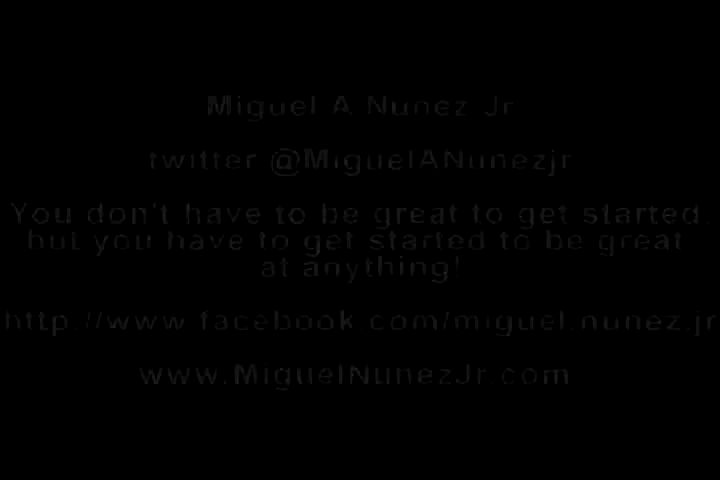 Miguel A Nunez Jr
twitter @MiguelANunezjr
You don't have to be great to get started,
but you have to get started to be great
at anything!
http://www.facebook.com/miguel.nunez.jr
www.MiguelNunezJr.com